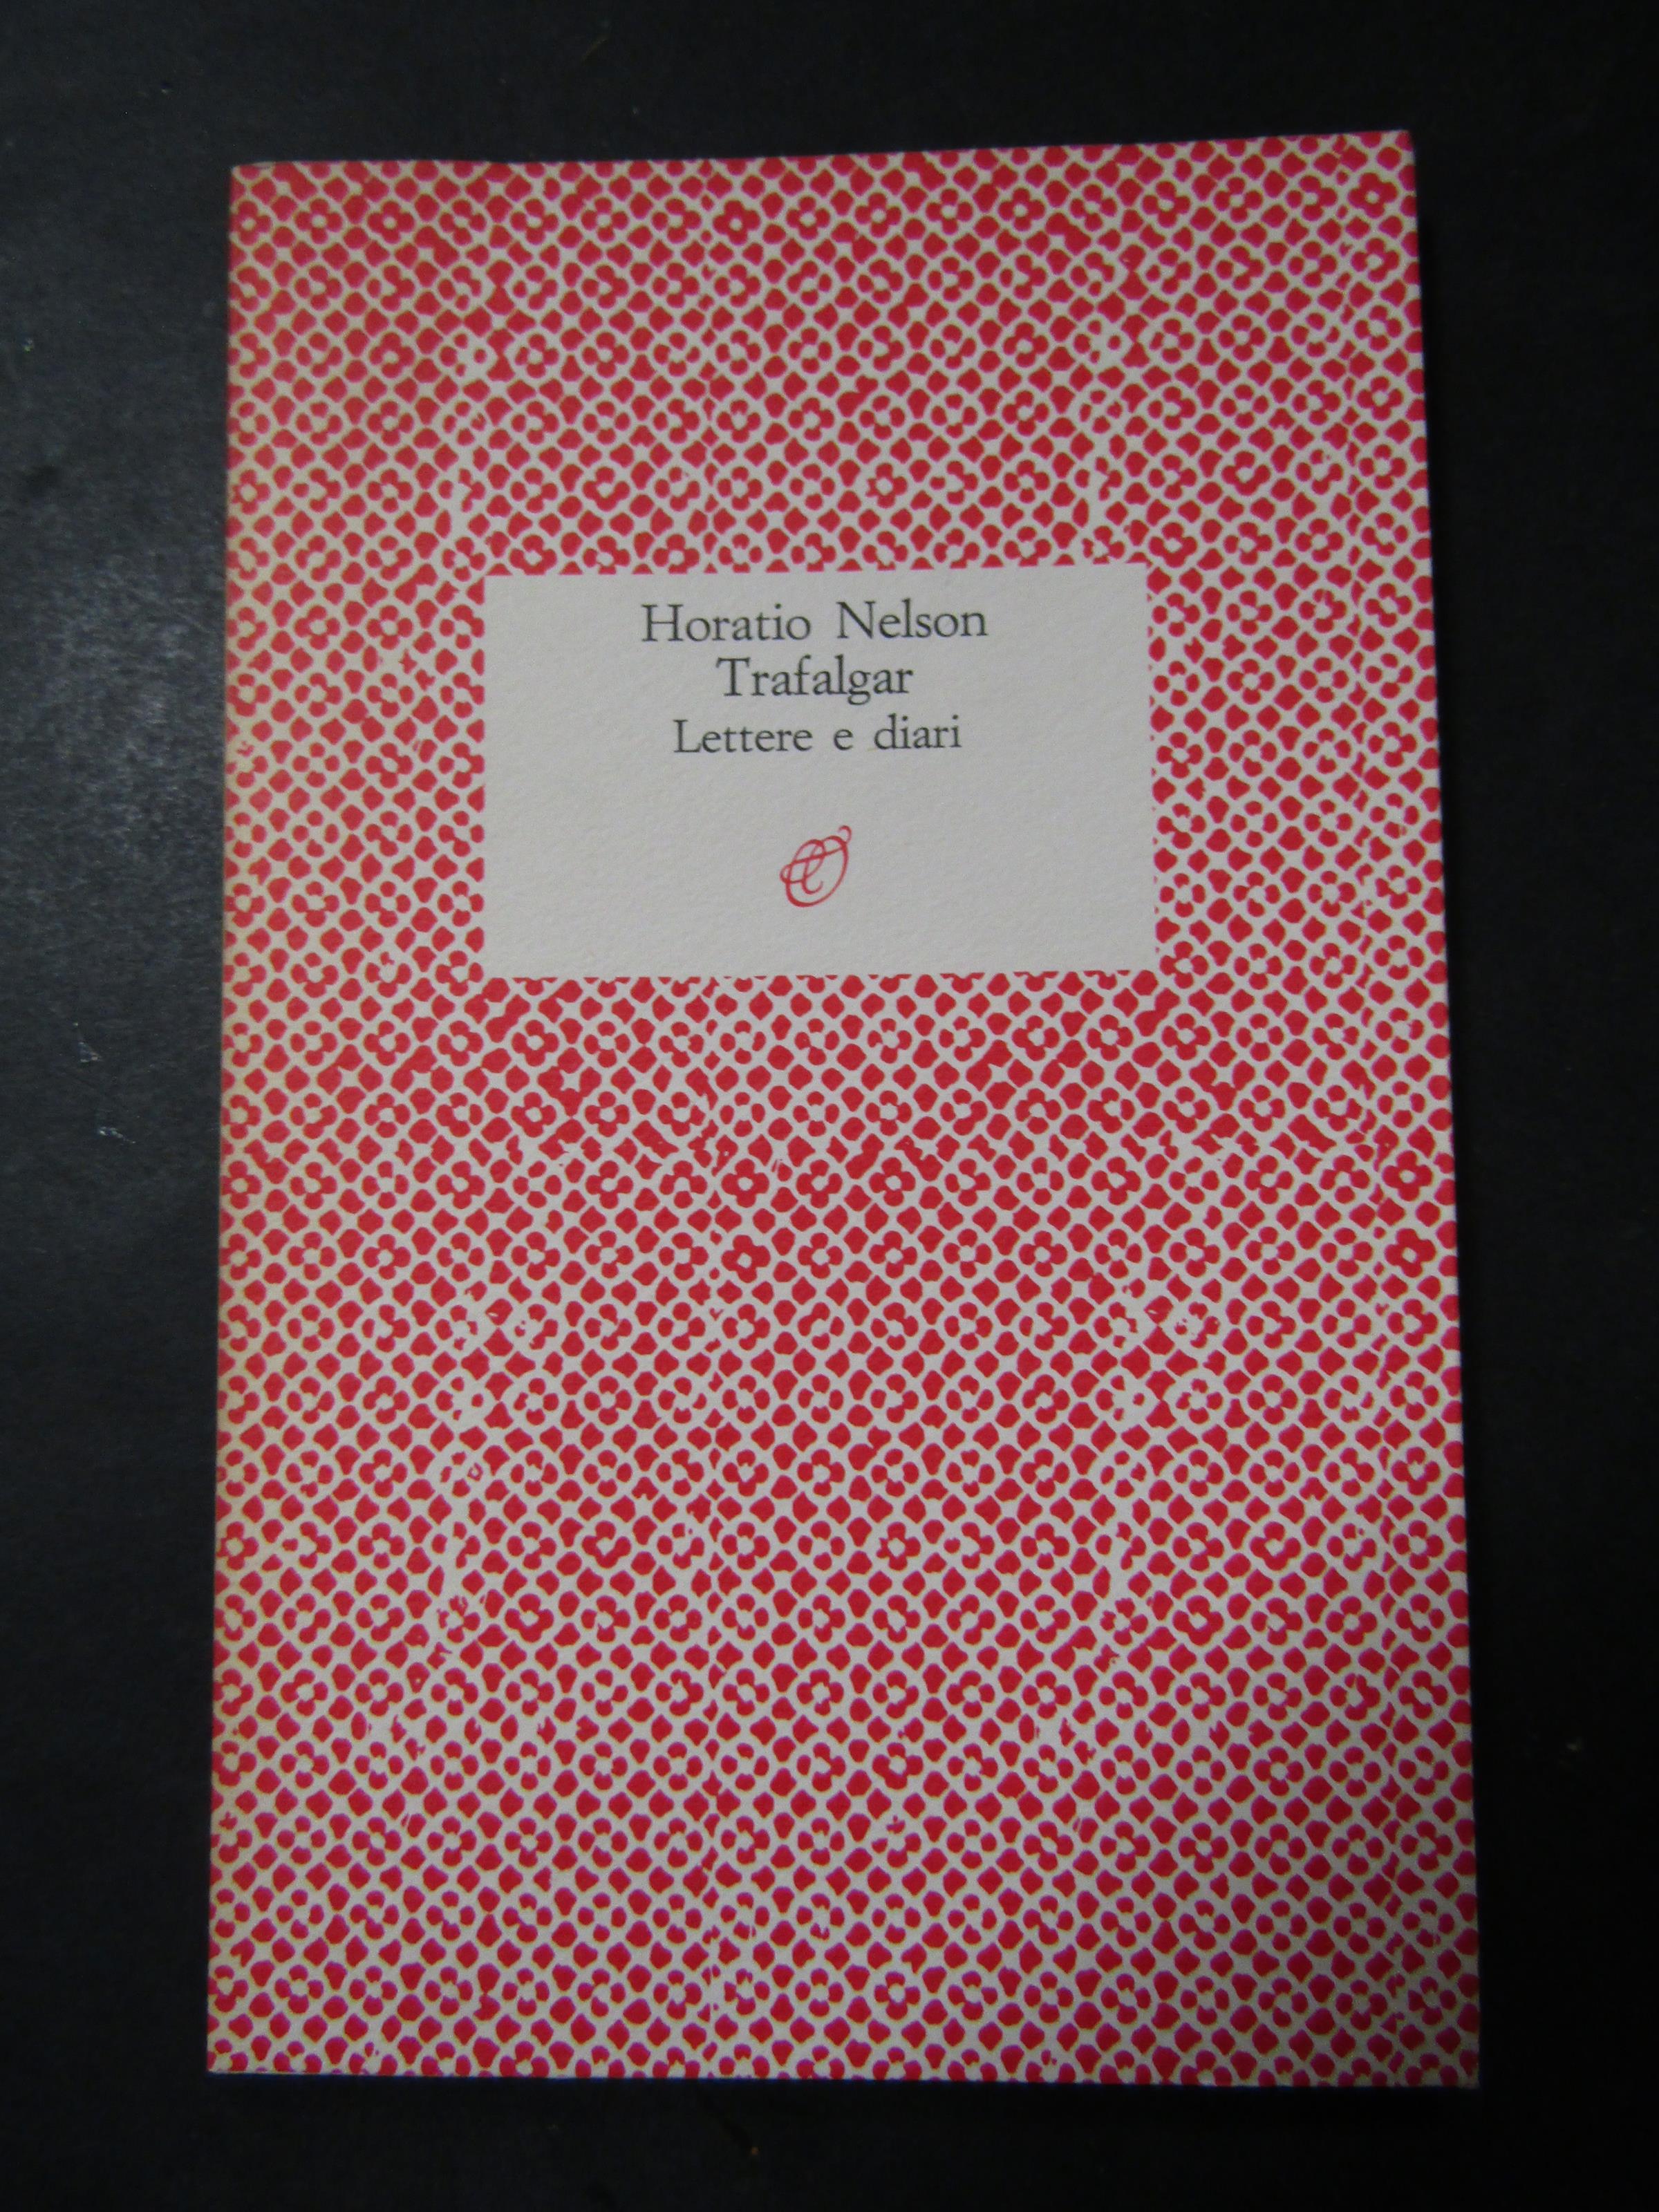 Horatio Nelson
Trafalgar
Lettere e diari